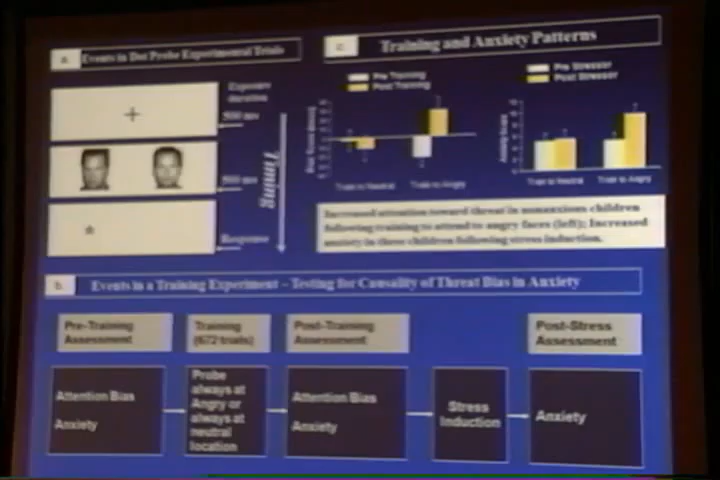 a.
Events in Dot Probe Experimental Trials
Exposure
duration
500 ms
500 ms
Response
Timing
c.
Training and Anxiety Patterns
Pre Training
Post Training
Train to Neutral
Train to Angry
Pre Stressor
Post Stressor
Train to Neutral
Train to Angry
Increased attention toward threat in nonanxious children
following training to attend to angry faces (left); Increased
anxiety in these children following stress induction.
b.
Events in a Training Experiment – Testing for Causality of Threat Bias in Anxiety
Pre-Training
Assessment
Training
(672 trials)
Post-Training
Assessment
Post-Stress
Assessment
Attention Bias
Anxiety
Probe
always at
Angry or
always at
neutral
location
Attention Bias
Anxiety
Stress
Induction
Anxiety